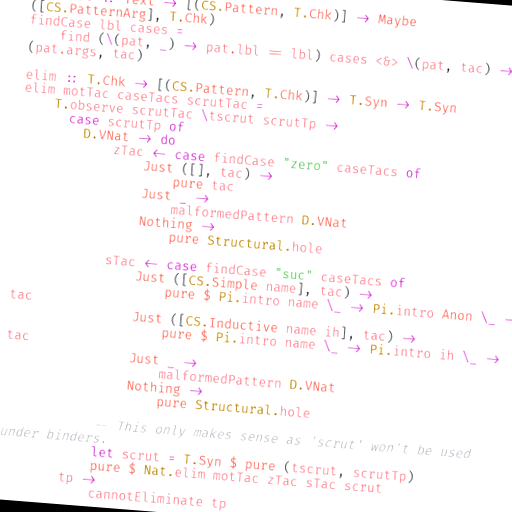 :: Text → [(CS.Pattern, T.Chk)] → Maybe
([CS.PatternArg], T.Chk)
findCase lbl cases =
find (\(pat, _) → pat.lbl == lbl) cases <&> \(pat, tac) →
(pat.args, tac)
elim :: T.Chk → [(CS.Pattern, T.Chk)] → T.Syn → T.Syn
elim motTac caseTacs scrutTac =
T.observe scrutTac \tscrut scrutTp →
case scrutTp of
D.VNat → do
zTac ← case findCase "zero" caseTacs of
Just ([], tac) →
pure tac
Just _ →
malformedPattern D.VNat
Nothing →
pure Structural.hole
sTac ← case findCase "suc" caseTacs of
Just ([CS.Simple name], tac) →
pure $ Pi.intro name \_ → Pi.intro Anon \_ →
tac
Just ([CS.Inductive name ih], tac) →
pure $ Pi.intro name \_ → Pi.intro ih \_ →
tac
Just _ →
malformedPattern D.VNat
Nothing →
pure Structural.hole
-- This only makes sense as 'scrut' won't be used
under binders.
let scrut = T.Syn $ pure (tscrut, scrutTp)
pure $ Nat.elim motTac zTac sTac scrut
tp →
cannotEliminate tp